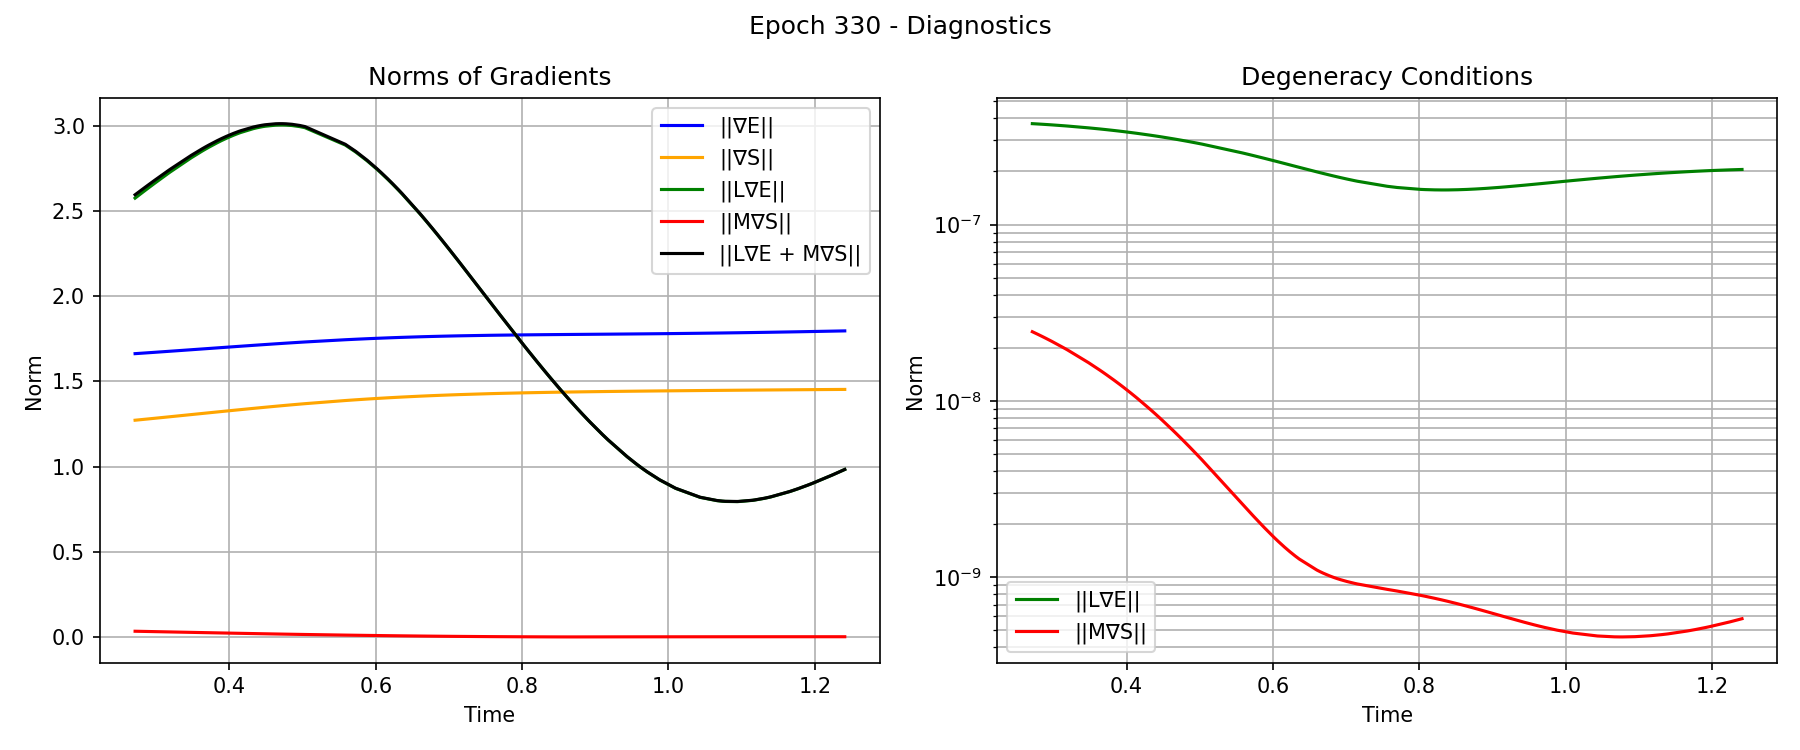 Epoch 330 - Diagnostics
Norms of Gradients
3.0
2.5
2.0
1.5
1.0
0.5
0.0
Norm
0.4
0.6
0.8
1.0
1.2
Time
||∇E||
||∇S||
||L∇E||
||M∇S||
||L∇E + M∇S||
Degeneracy Conditions
10⁻⁷
10⁻⁸
10⁻⁹
Norm
0.4
0.6
0.8
1.0
1.2
Time
||L∇E||
||M∇S||